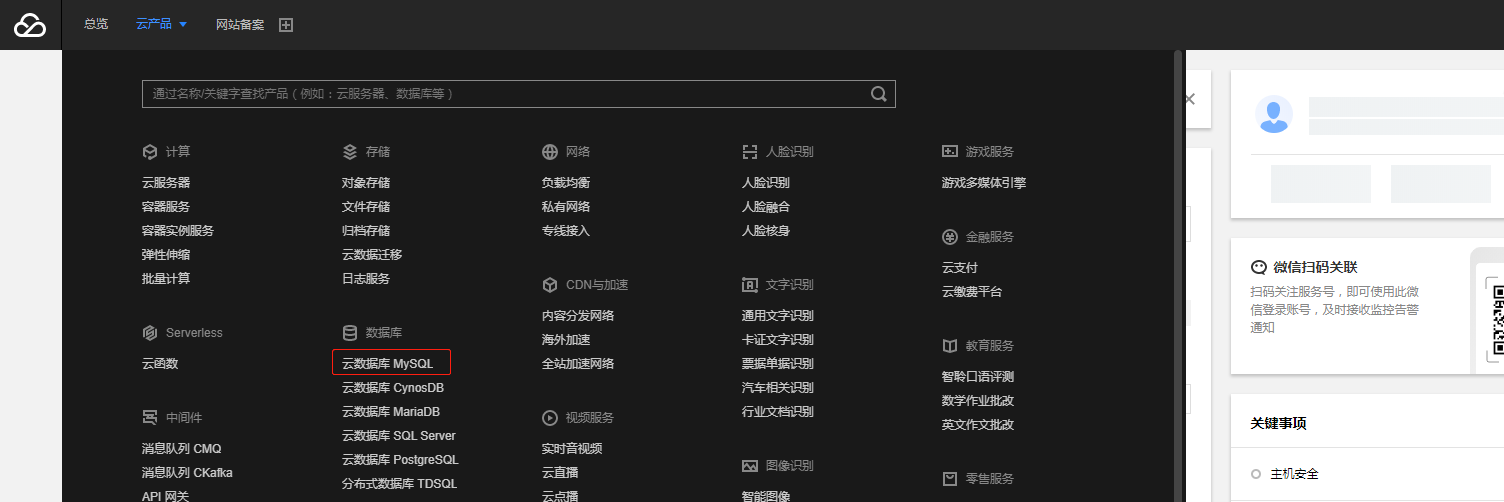 总览
云产品
网站备案
通过名称/关键字查找产品（例如：云服务器、数据库等）
计算
云服务器
容器服务
容器实例服务
弹性伸缩
批量计算
Serverless
云函数
中间件
消息队列 CMQ
消息队列 CKafka
API 网关
存储
对象存储
文件存储
归档存储
云数据迁移
日志服务
数据库
云数据库 MySQL
云数据库 CynosDB
云数据库 MariaDB
云数据库 SQL Server
云数据库 PostgreSQL
分布式数据库 TDSQL
网络
负载均衡
私有网络
专线接入
CDN与加速
内容分发网络
海外加速
全站加速网络
视频服务
实时音视频
云直播
云点播
人脸识别
人脸识别
人脸融合
人脸核身
文字识别
通用文字识别
卡证文字识别
票据单据识别
汽车相关识别
行业文档识别
图像识别
智能图像
游戏服务
游戏多媒体引擎
金融服务
云支付
云缴费平台
教育服务
智聆口语评测
数学作业批改
英文作文批改
零售服务
微信扫码关联
扫码关注服务号，即可使用此微
信登录账号，及时接收监控告警
通知
关键事项
主机安全